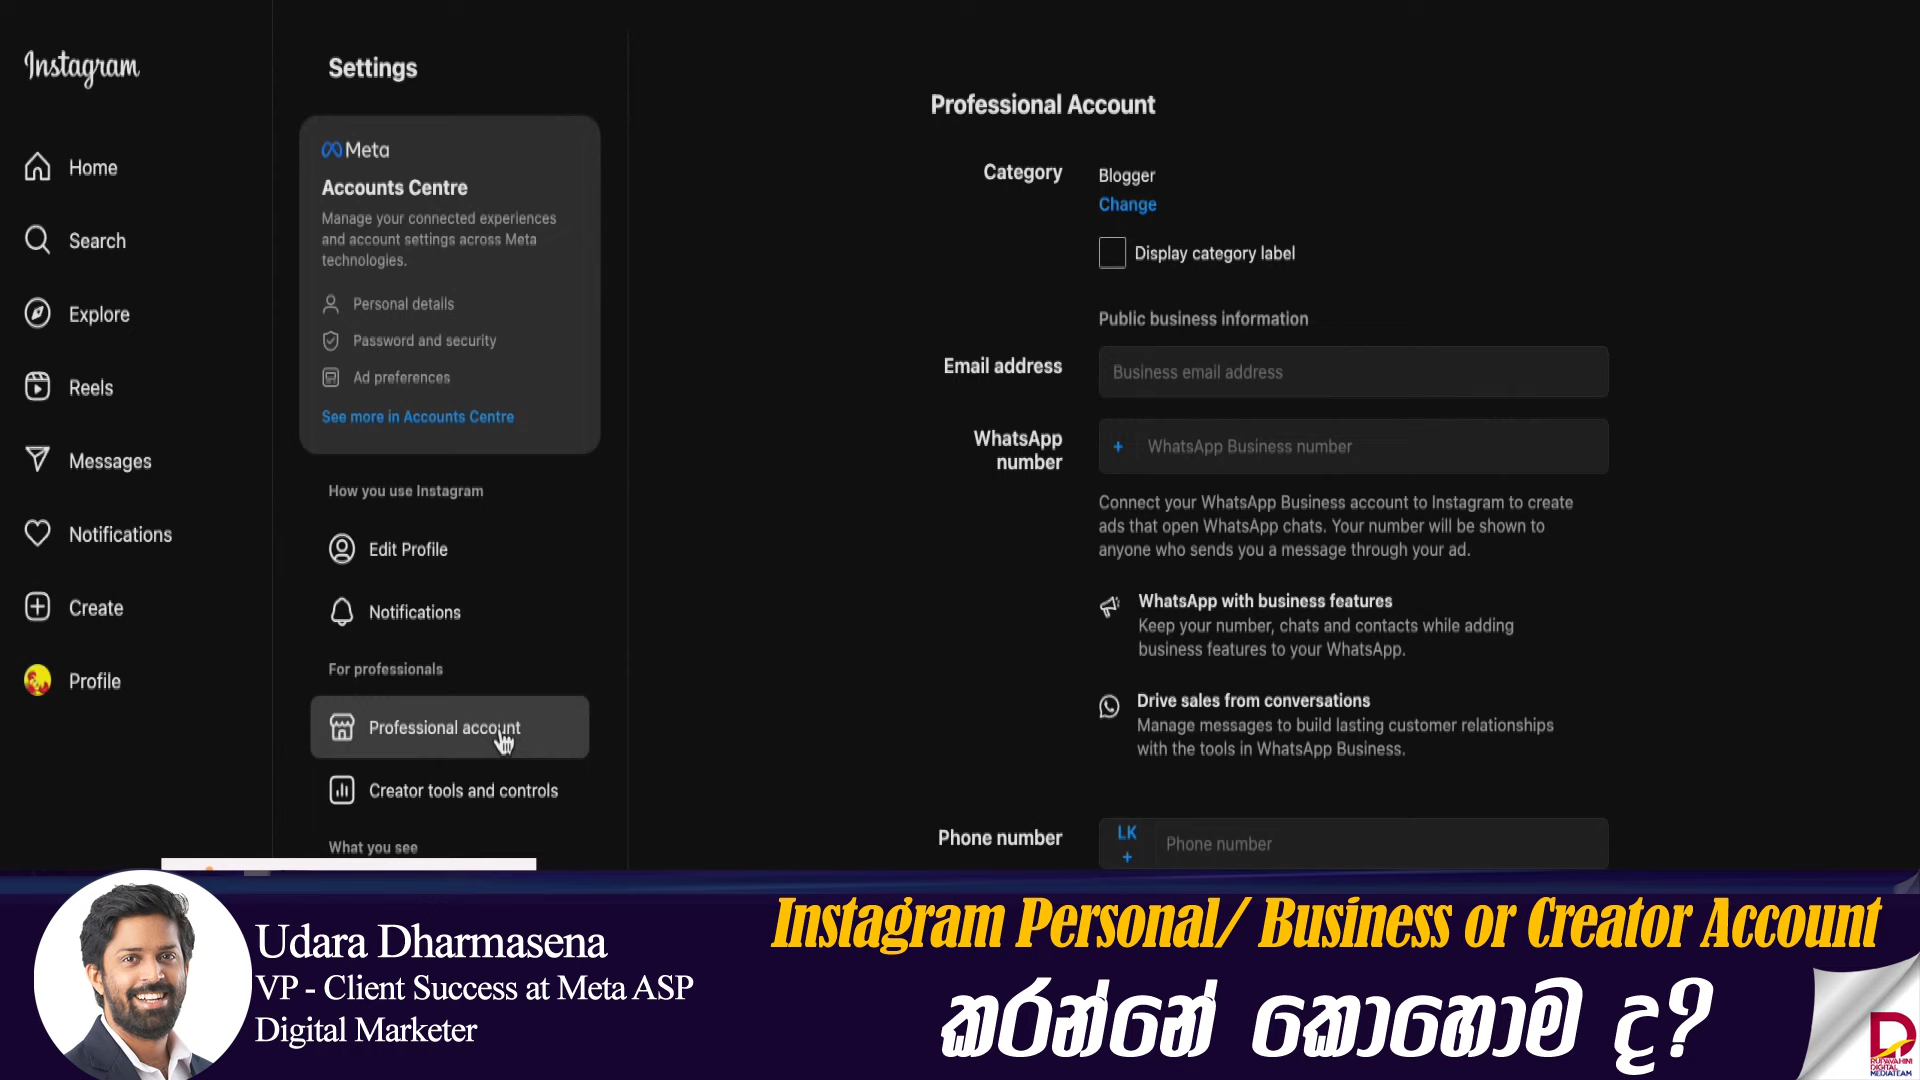 Instagram
Home
Search
Explore
Reels
Messages
Notifications
Create
Profile
Settings
Meta
Accounts Centre
Manage your connected experiences
and account settings across Meta
technologies.
Personal details
Password and security
Ad preferences
See more in Accounts Centre
How you use Instagram
Edit Profile
Notifications
For professionals
Professional account
Creator tools and controls
What you see
Professional Account
Category
Blogger
Change
Display category label
Public business information
Email address
Business email address
WhatsApp
number
+ WhatsApp Business number
Connect your WhatsApp Business account to Instagram to create
ads that open WhatsApp chats. Your number will be shown to
anyone who sends you a message through your ad.
WhatsApp with business features
Keep your number, chats and contacts while adding
business features to your WhatsApp.
Drive sales from conversations
Manage messages to build lasting customer relationships
with the tools in WhatsApp Business.
Phone number
LK
+
Phone number
Udara Dharmasena
VP - Client Success at Meta ASP
Digital Marketer
Instagram Personal/ Business or Creator Account
කරන්නේ කොහොම ද?
D
RUPAVAHINI
DIGITAL
MEDIATEAM